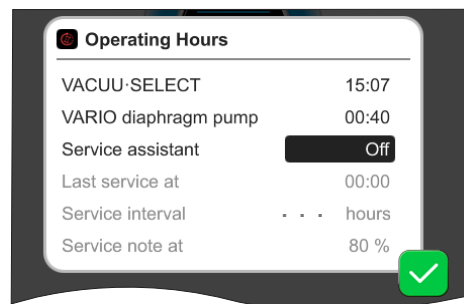 Operating Hours
VACUU·SELECT 15:07
VARIO diaphragm pump 00:40
Service assistant Off
Last service at 00:00
Service interval - - - hours
Service note at 80 %